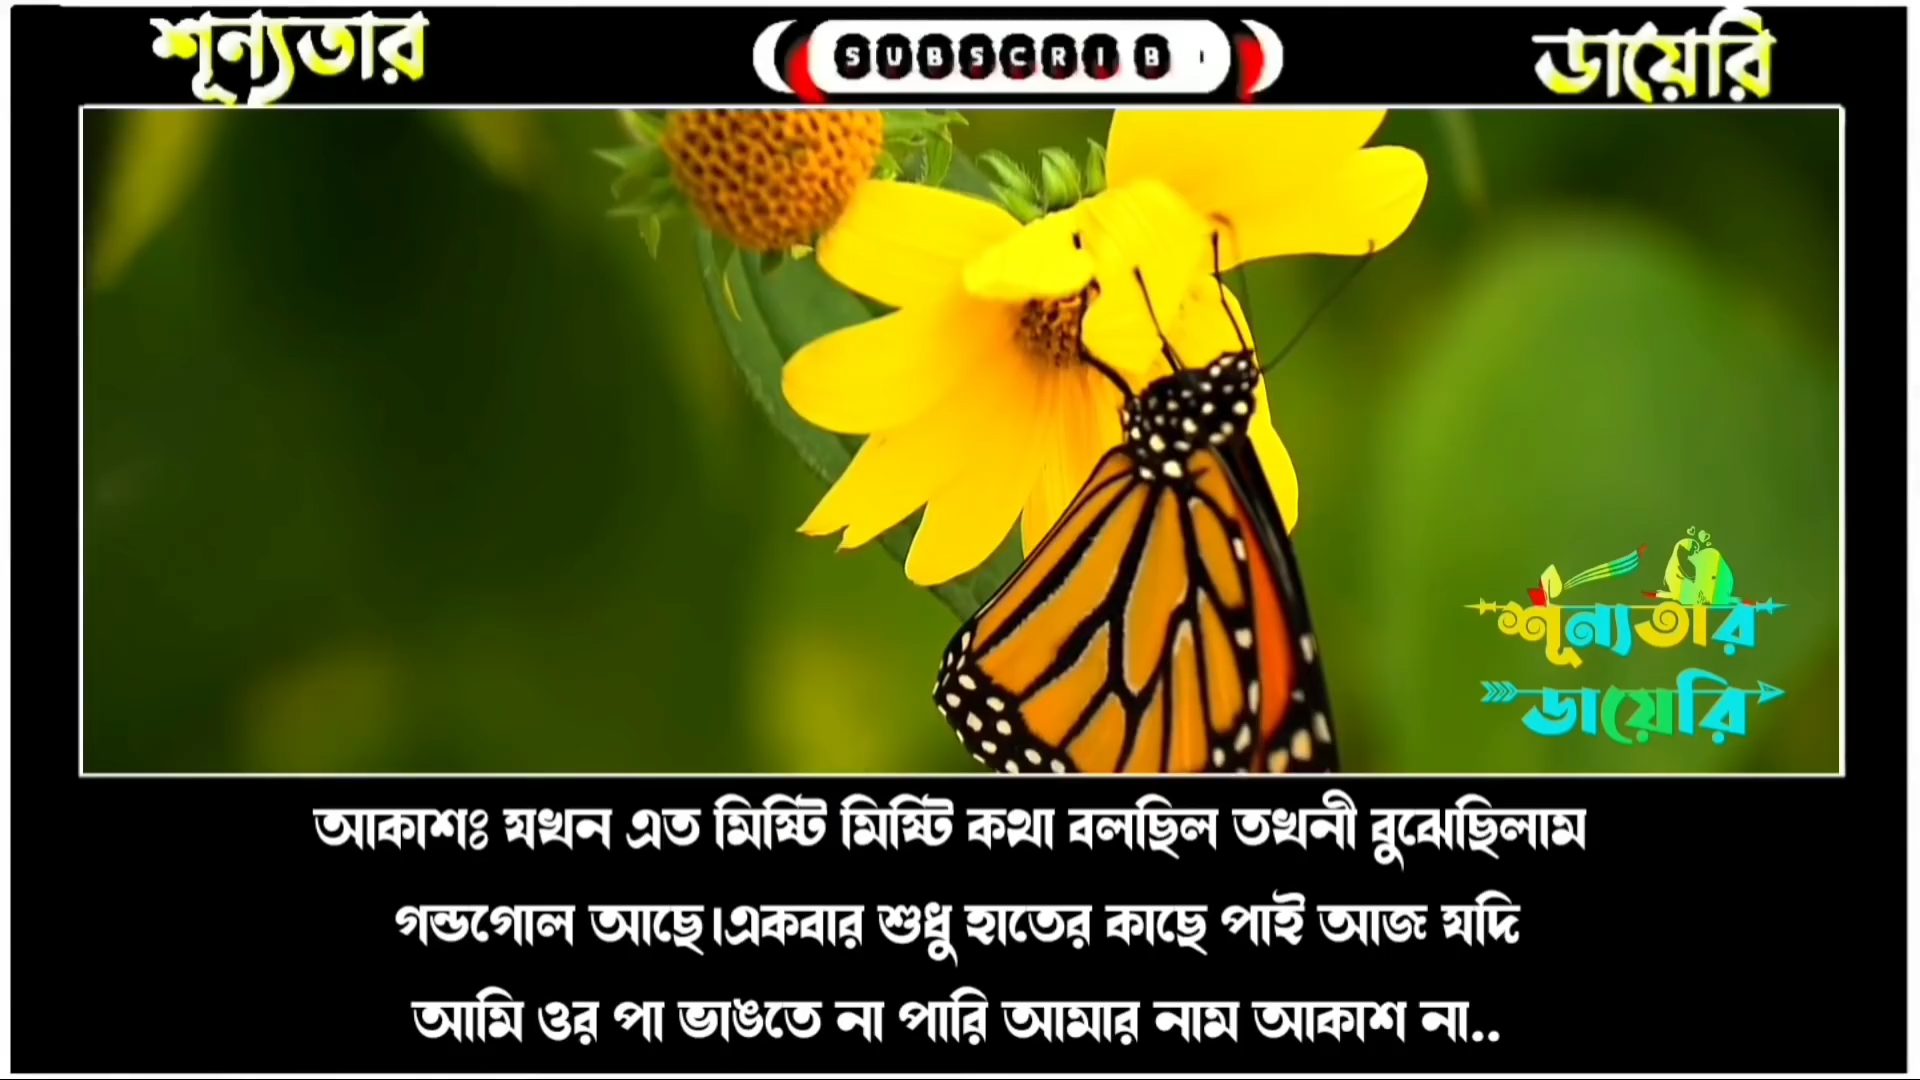 শূন্যতার
SUBSCRIB
ডায়েরি
শূন্যতার
ডায়েরি
আকাশঃ যখন এত মিষ্টি মিষ্টি কথা বলছিল তখনী বুঝেছিলাম
গন্ডগোল আছে।একবার শুধু হাতের কাছে পাই আজ যদি
আমি ওর পা ভাঙতে না পারি আমার নাম আকাশ না..